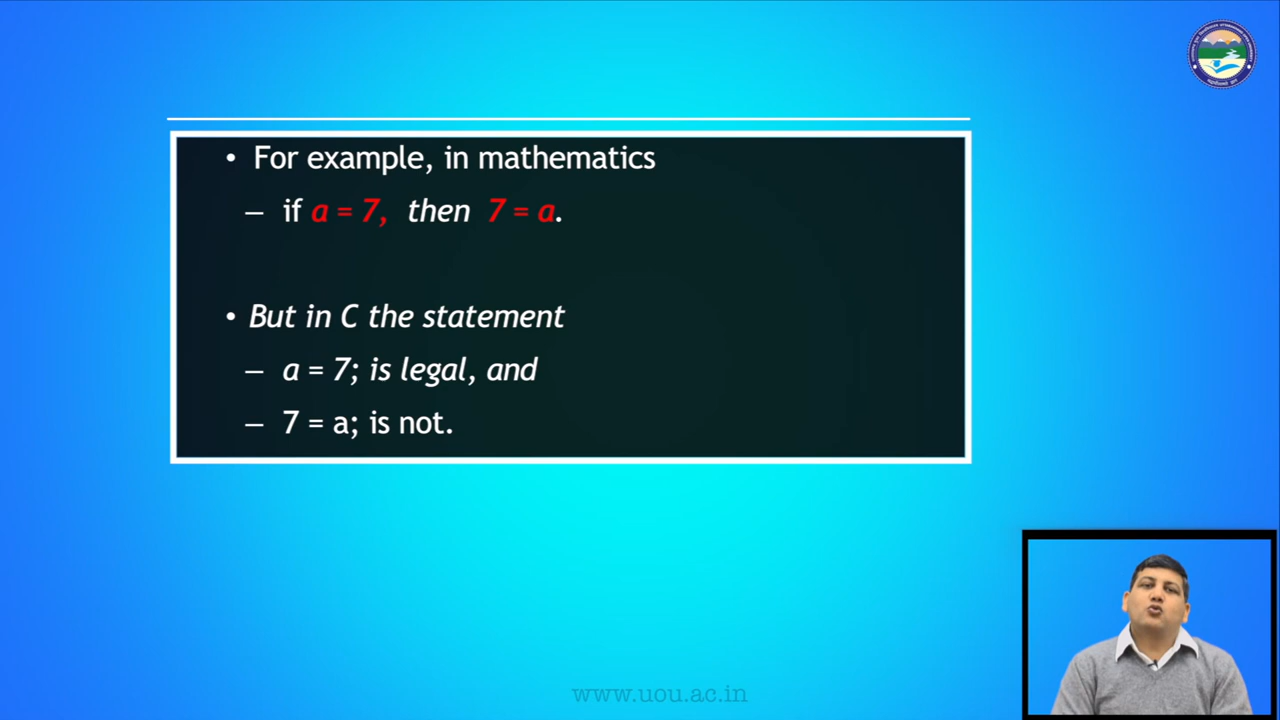 • For example, in mathematics
– if a = 7, then 7 = a.
• But in C the statement
– a = 7; is legal, and
– 7 = a; is not.
www.uou.ac.in